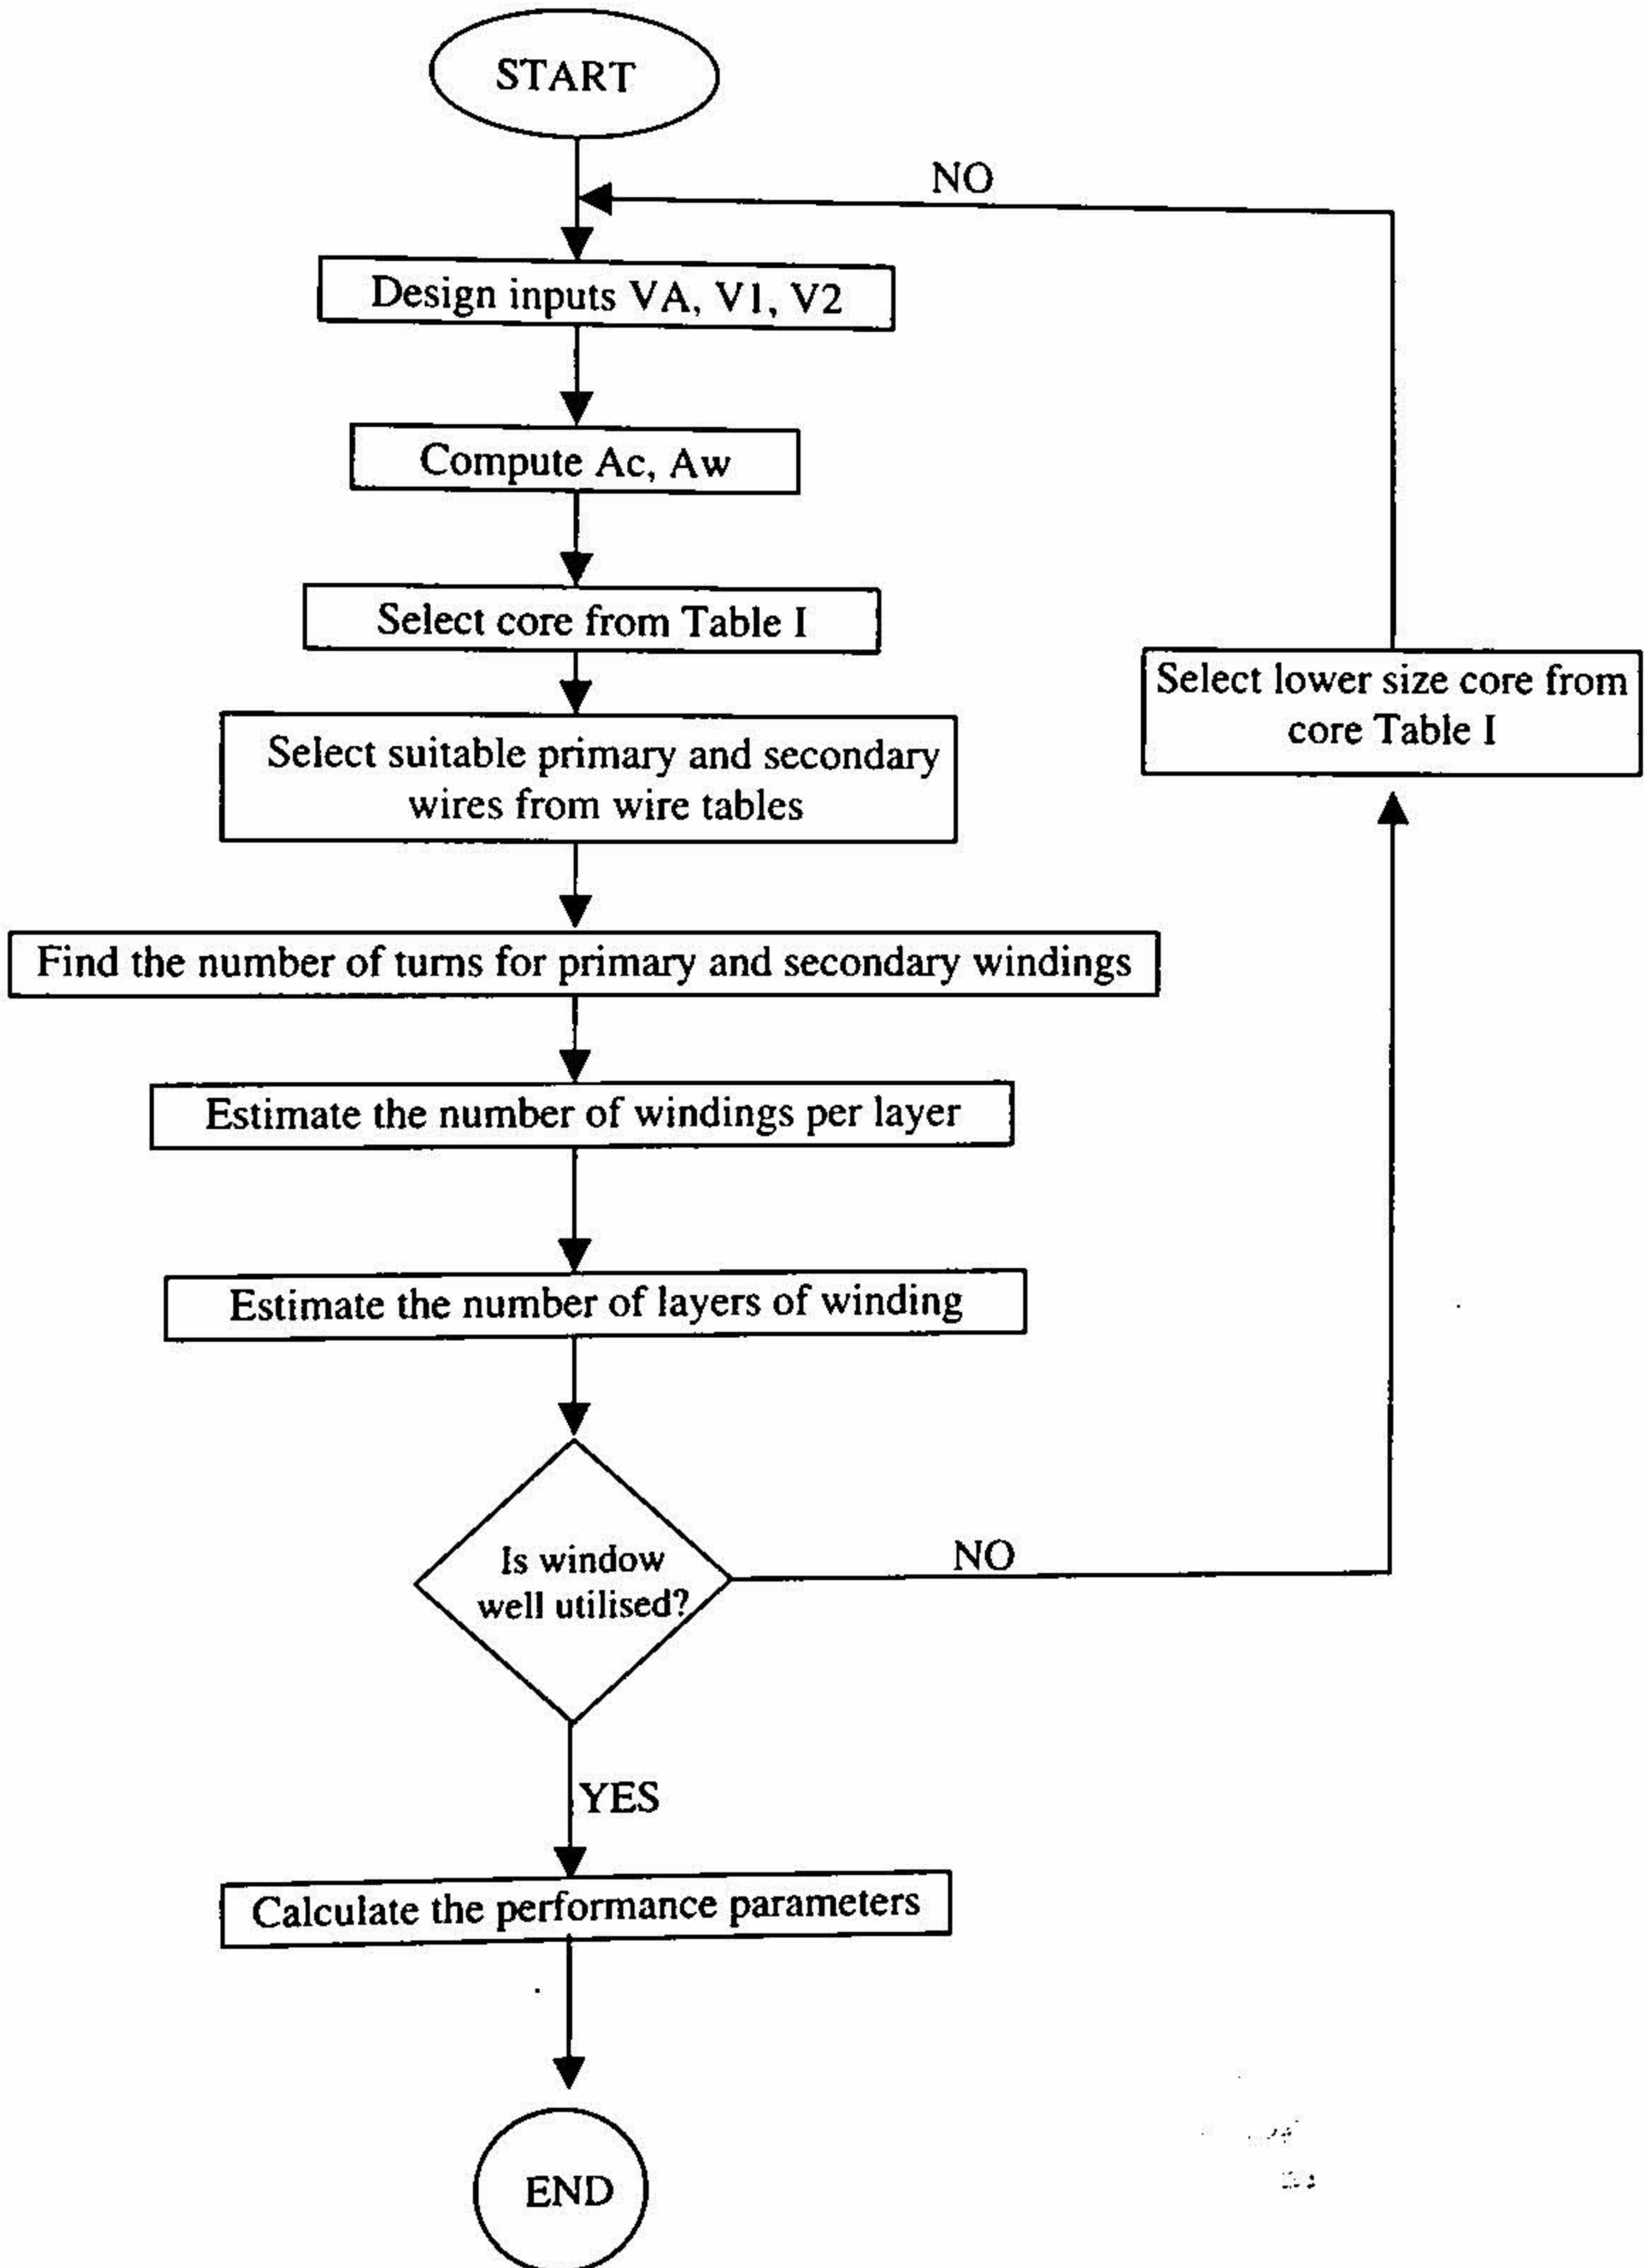 START
NO
Design inputs VA, V1, V2
Compute Ac, Aw
Select core from Table I
Select lower size core from
core Table I
Select suitable primary and secondary
wires from wire tables
Find the number of turns for primary and secondary windings
Estimate the number of windings per layer
Estimate the number of layers of winding
Is window
well utilised?
NO
YES
Calculate the performance parameters
END